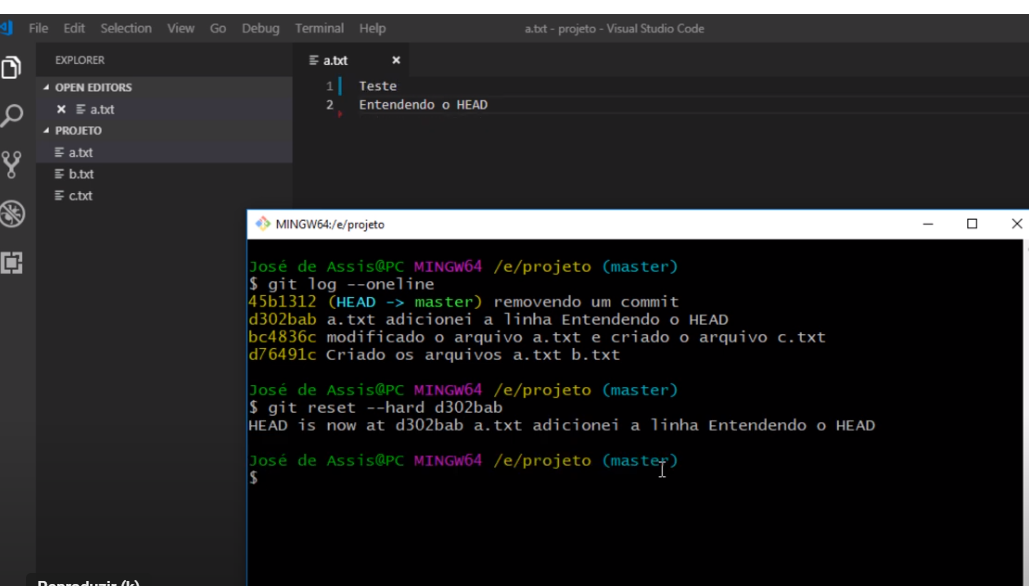 File Edit Selection View Go Debug Terminal Help
a.txt - projeto - Visual Studio Code
EXPLORER
OPEN EDITORS
a.txt
PROJETO
a.txt
b.txt
c.txt
a.txt
1 Teste
2 Entendendo o HEAD
MINGW64:/e/projeto
José de Assis@PC MINGW64 /e/projeto (master)
$ git log --oneline
45b1312 (HEAD -> master) removendo um commit
d302bab a.txt adicionei a linha Entendendo o HEAD
bc4836c modificado o arquivo a.txt e criado o arquivo c.txt
d76491c Criado os arquivos a.txt b.txt
José de Assis@PC MINGW64 /e/projeto (master)
$ git reset --hard d302bab
HEAD is now at d302bab a.txt adicionei a linha Entendendo o HEAD
José de Assis@PC MINGW64 /e/projeto (master)
$
Reproduzir (k)